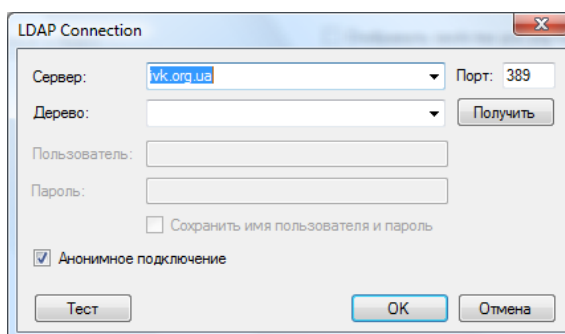 LDAP Connection
Сервер: ivk.org.ua Порт: 389
Дерево: Получить
Пользователь:
Пароль:
Сохранить имя пользователя и пароль
Анонимное подключение
Тест OK Отмена